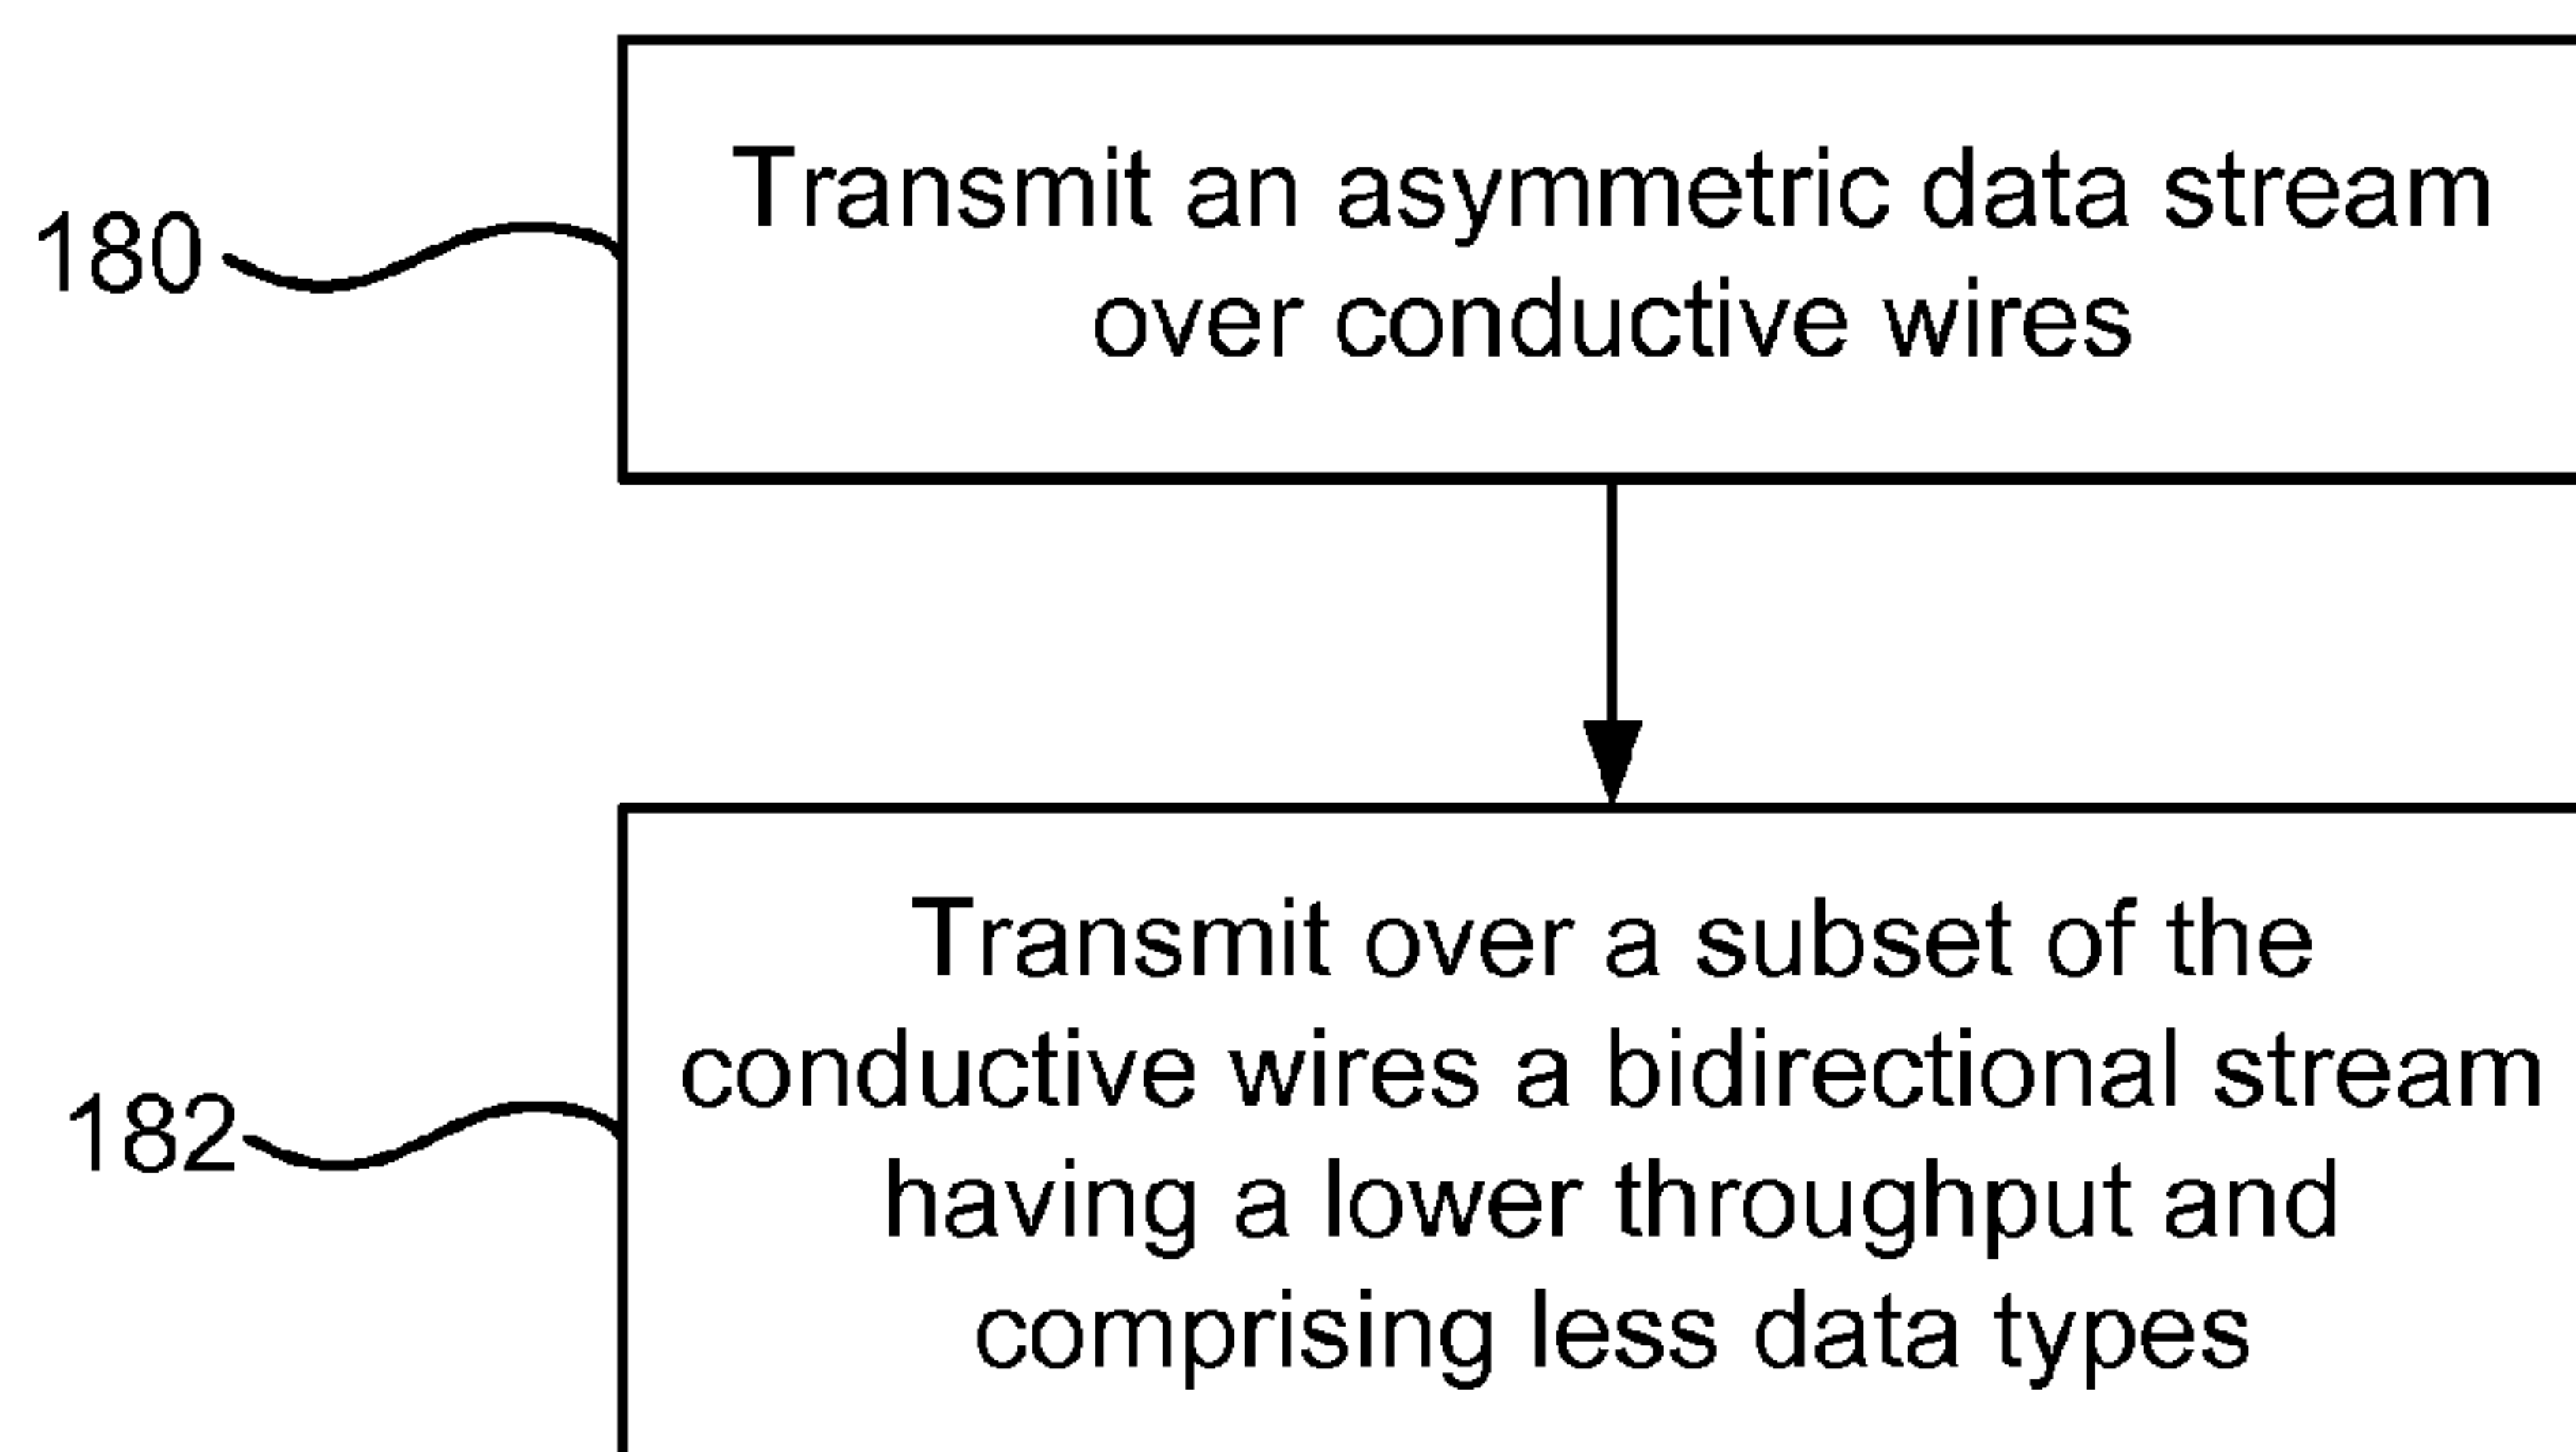 180
Transmit an asymmetric data stream
over conductive wires
182
Transmit over a subset of the
conductive wires a bidirectional stream
having a lower throughput and
comprising less data types